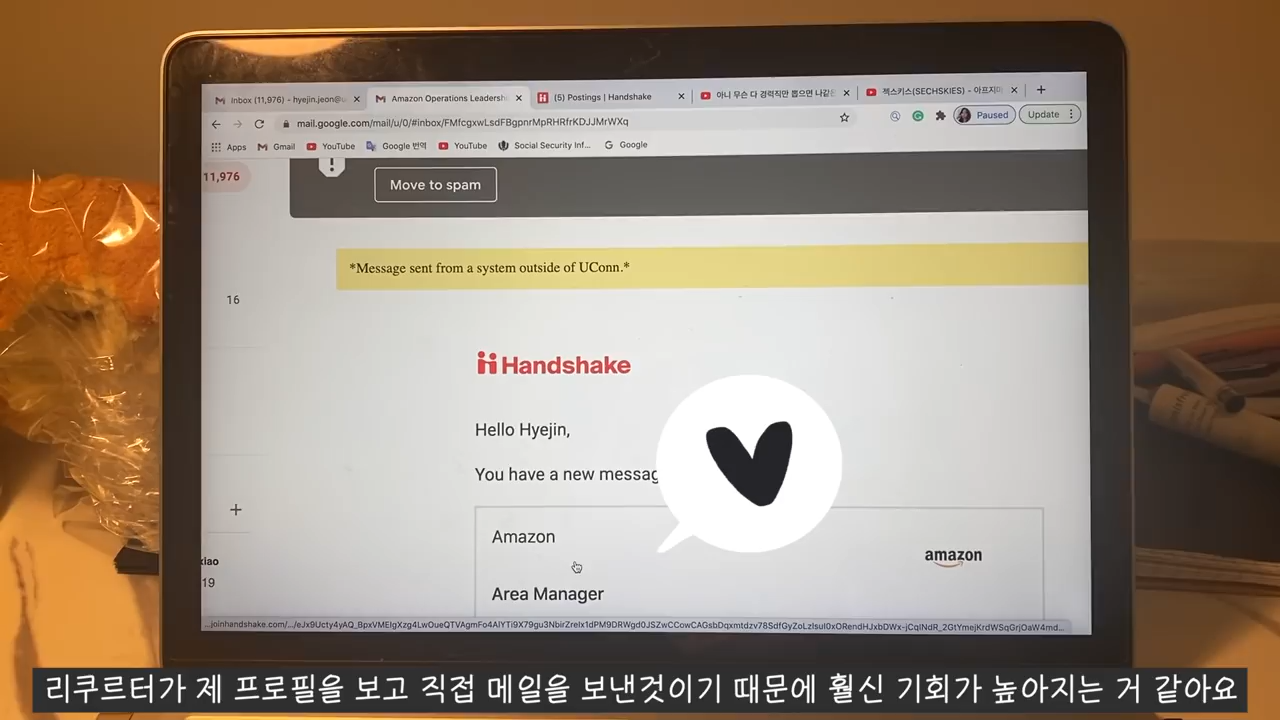 Inbox (11,976) - hyejin.jeon@u
Amazon Operations Leadersh
(5) Postings | Handshake
아니 무슨 다 경력직만 뽑으면 나같은
젝스키스(SECHSKIES) - 아프지마
mail.google.com/mail/u/0/#inbox/FMfcgxwLsdFBgpnrMpRHRfrKDJJMrWXq
Paused
Update
Apps
Gmail
YouTube
Google 번역
YouTube
Social Security Inf...
Google
11,976
Move to spam
*Message sent from a system outside of UConn.*
16
Handshake
Hello Hyejin,
You have a new messag
Amazon
amazon
xiao
19
Area Manager
리쿠르터가 제 프로필을 보고 직접 메일을 보낸것이기 때문에 훨신 기회가 높아지는 거 같아요